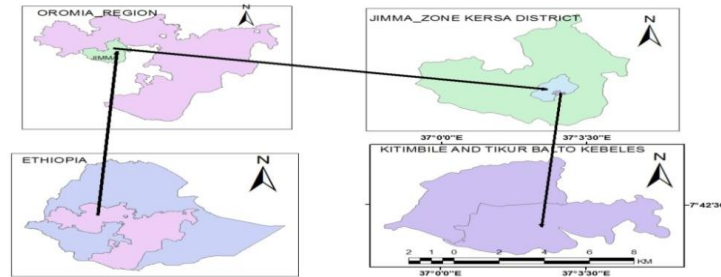 OROMIA_REGION
N
JIMMA
JIMMA_ZONE KERSA DISTRICT
N
37°0'0"E 37°3'30"E
ETHIOPIA
N
KITIMBILE AND TIKUR BALTO KEBELES
N
7°42'30
2 1 0 2 4 6 8
KM
37°0'0"E 37°3'30"E